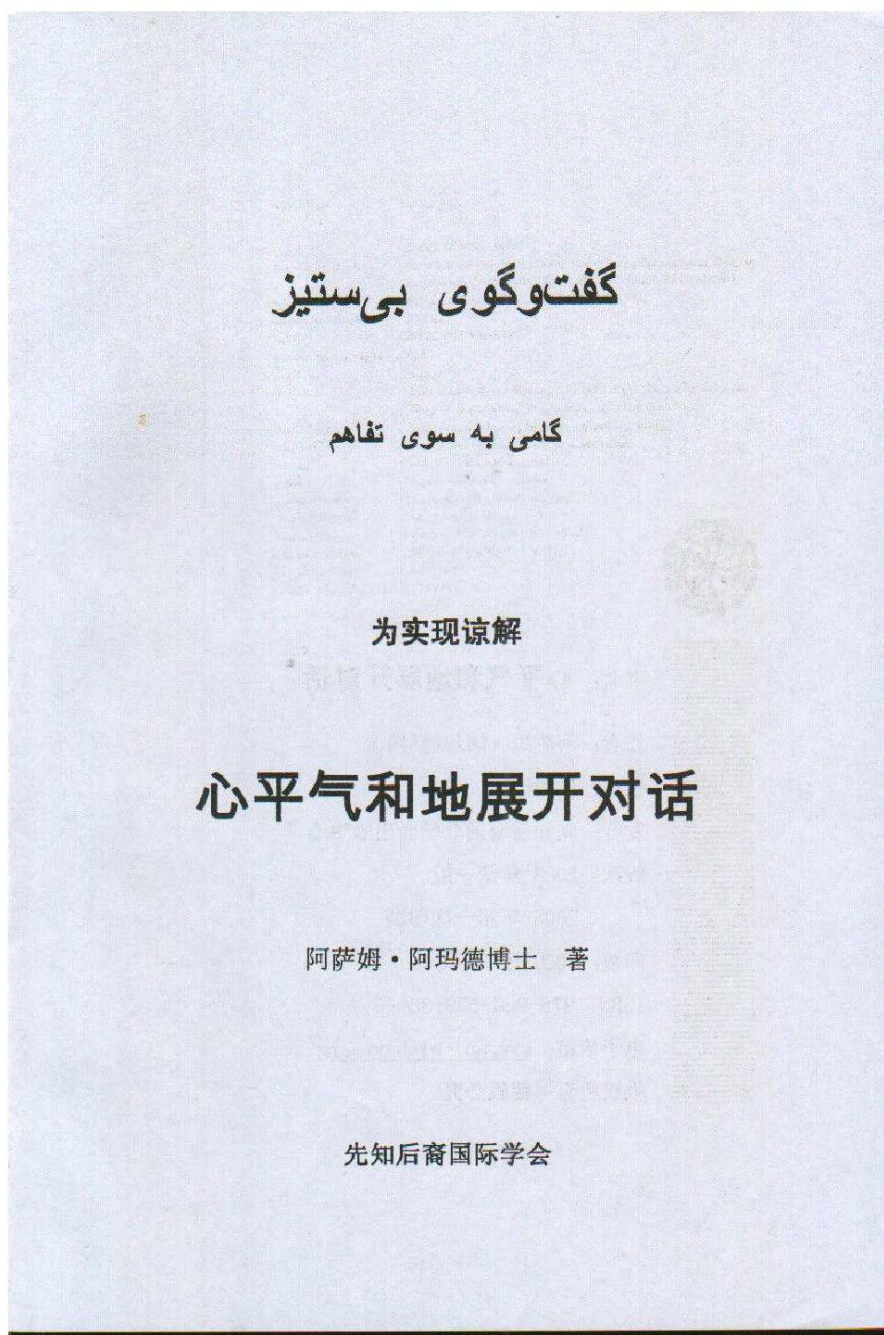 گفت‌وگوی بی‌ستیز
گامی به سوی تفاهم
为实现谅解
心平气和地展开对话
阿萨姆·阿玛德博士 著
先知后裔国际学会